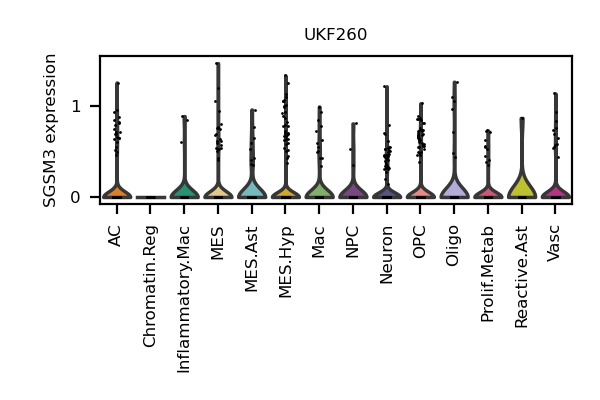 UKF260
SGSM3 expression
1
0
AC
Chromatin.Reg
Inflammatory.Mac
MES
MES.Ast
MES.Hyp
Mac
NPC
Neuron
OPC
Oligo
Prolif.Metab
Reactive.Ast
Vasc